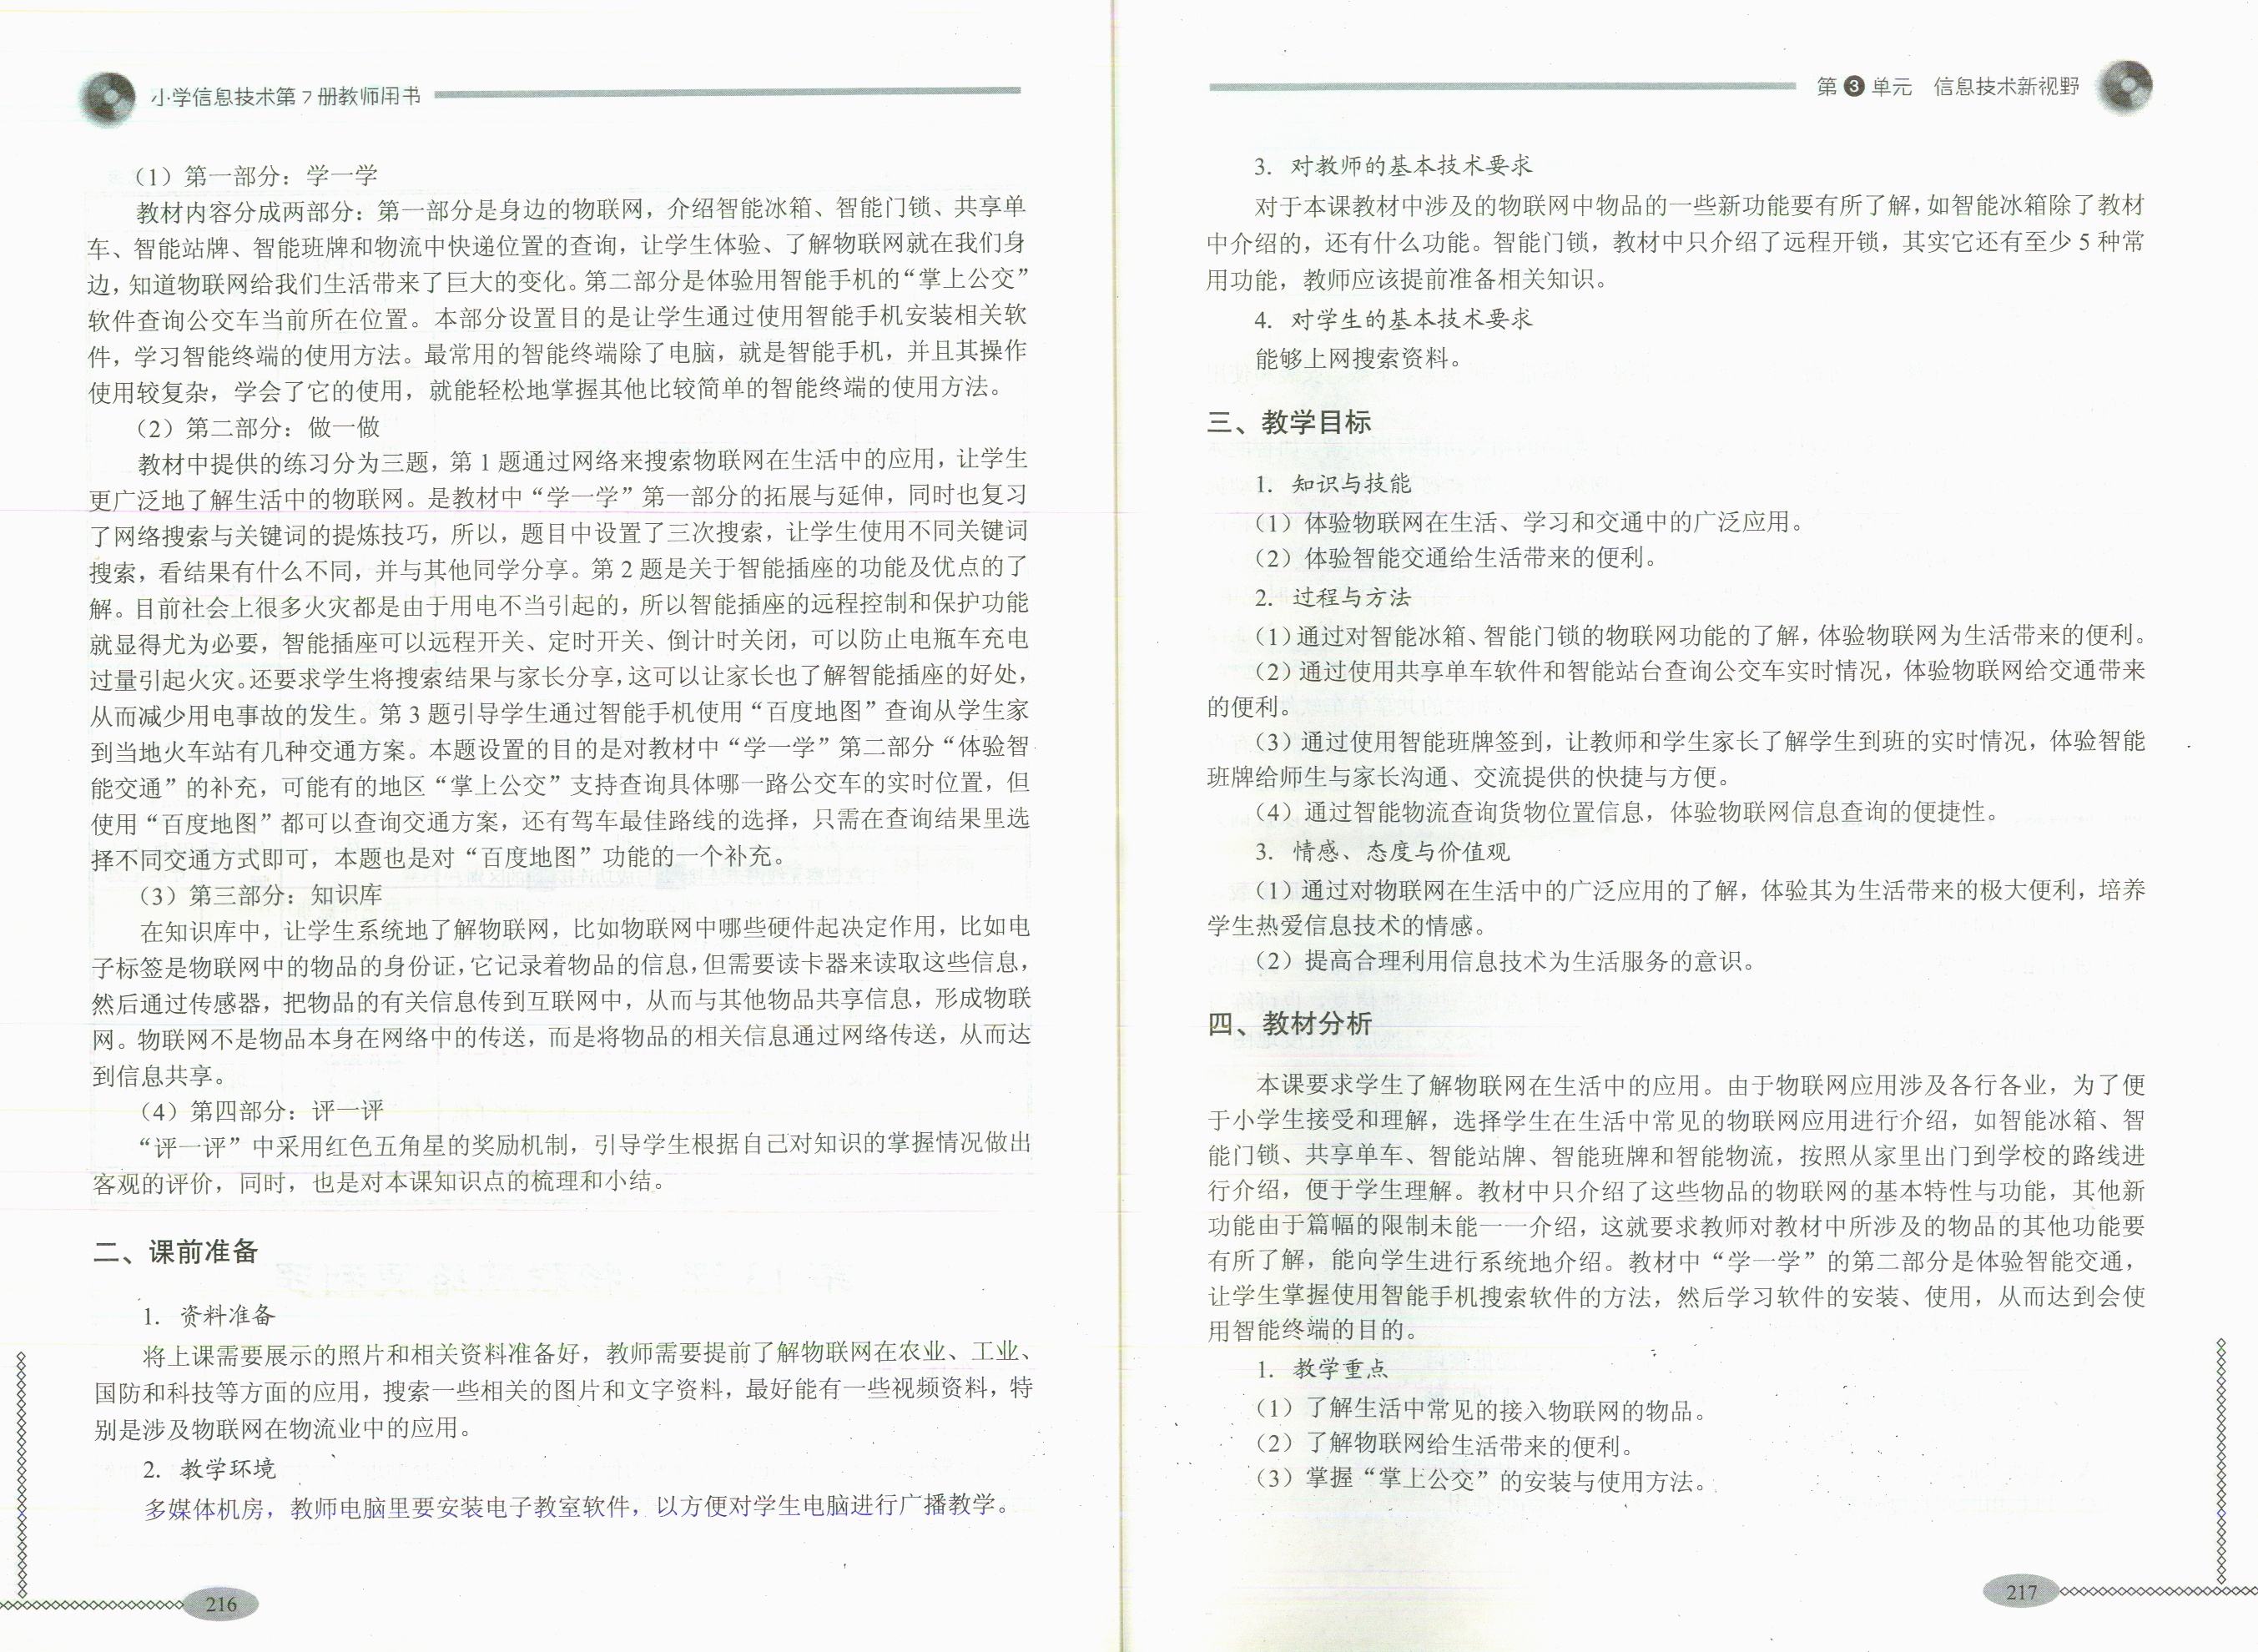 小学信息技术第7册教师用书
（1）第一部分：学一学
教材内容分成两部分：第一部分是身边的物联网，介绍智能冰箱、智能门锁、共享单
车、智能站牌、智能班牌和物流中快递位置的查询，让学生体验、了解物联网就在我们身
边，知道物联网给我们生活带来了巨大的变化。第二部分是体验用智能手机的“掌上公交”
软件查询公交车当前所在位置。本部分设置目的是让学生通过使用智能手机安装相关软
件，学习智能终端的使用方法。最常用的智能终端除了电脑，就是智能手机，并且其操作
使用较复杂，学会了它的使用，就能轻松地掌握其他比较简单的智能终端的使用方法。
（2）第二部分：做一做
教材中提供的练习分为三题，第1题通过网络来搜索物联网在生活中的应用，让学生
更广泛地了解生活中的物联网。是教材中“学一学”第一部分的拓展与延伸，同时也复习
了网络搜索与关键词的提炼技巧，所以，题目中设置了三次搜索，让学生使用不同关键词
搜索，看结果有什么不同，并与其他同学分享。第2题是关于智能插座的功能及优点的了
解。目前社会上很多火灾都是由于用电不当引起的，所以智能插座的远程控制和保护功能
就显得尤为必要，智能插座可以远程开关、定时开关、倒计时关闭，可以防止电瓶车充电
过量引起火灾。还要求学生将搜索结果与家长分享，这可以让家长也了解智能插座的好处，
从而减少用电事故的发生。第3题引导学生通过智能手机使用“百度地图”查询从学生家
到当地火车站有几种交通方案。本题设置的目的是对教材中“学一学”第二部分“体验智
能交通”的补充，可能有的地区“掌上公交”支持查询具体哪一路公交车的实时位置，但
使用“百度地图”都可以查询交通方案，还有驾车最佳路线的选择，只需在查询结果里选
择不同交通方式即可，本题也是对“百度地图”功能的一个补充。
（3）第三部分：知识库
在知识库中，让学生系统地了解物联网，比如物联网中哪些硬件起决定作用，比如电
子标签是物联网中的物品的身份证，它记录着物品的信息，但需要读卡器来读取这些信息，
然后通过传感器，把物品的有关信息传到互联网中，从而与其他物品共享信息，形成物联
网。物联网不是物品本身在网络中的传送，而是将物品的相关信息通过网络传送，从而达
到信息共享。
（4）第四部分：评一评
“评一评”中采用红色五角星的奖励机制，引导学生根据自己对知识的掌握情况做出
客观的评价，同时，也是对本课知识点的梳理和小结。
二、课前准备
1. 资料准备
将上课需要展示的照片和相关资料准备好，教师需要提前了解物联网在农业、工业、
国防和科技等方面的应用，搜索一些相关的图片和文字资料，最好能有一些视频资料，特
别是涉及物联网在物流业中的应用。
2. 教学环境
多媒体机房，教师电脑里要安装电子教室软件，以方便对学生电脑进行广播教学。
216
第3单元 信息技术新视野
3. 对教师的基本技术要求
对于本课教材中涉及的物联网中物品的一些新功能要有所了解，如智能冰箱除了教材
中介绍的，还有什么功能。智能门锁，教材中只介绍了远程开锁，其实它还有至少5种常
用功能，教师应该提前准备相关知识。
4. 对学生的基本技术要求
能够上网搜索资料。
三、教学目标
1. 知识与技能
（1）体验物联网在生活、学习和交通中的广泛应用。
（2）体验智能交通给生活带来的便利。
2. 过程与方法
（1）通过对智能冰箱、智能门锁的物联网功能的了解，体验物联网为生活带来的便利。
（2）通过使用共享单车软件和智能站台查询公交车实时情况，体验物联网给交通带来
的便利。
（3）通过使用智能班牌签到，让教师和学生家长了解学生到班的实时情况，体验智能
班牌给师生与家长沟通、交流提供的快捷与方便。
（4）通过智能物流查询货物位置信息，体验物联网信息查询的便捷性。
3. 情感、态度与价值观
（1）通过对物联网在生活中的广泛应用的了解，体验其为生活带来的极大便利，培养
学生热爱信息技术的情感。
（2）提高合理利用信息技术为生活服务的意识。
四、教材分析
本课要求学生了解物联网在生活中的应用。由于物联网应用涉及各行各业，为了便
于小学生接受和理解，选择学生在生活中常见的物联网应用进行介绍，如智能冰箱、智
能门锁、共享单车、智能站牌、智能班牌和智能物流，按照从家里出门到学校的路线进
行介绍，便于学生理解。教材中只介绍了这些物品的物联网的基本特性与功能，其他新
功能由于篇幅的限制未能一一介绍，这就要求教师对教材中所涉及的物品的其他功能要
有所了解，能向学生进行系统地介绍。教材中“学一学”的第二部分是体验智能交通，
让学生掌握使用智能手机搜索软件的方法，然后学习软件的安装、使用，从而达到会使
用智能终端的目的。
1. 教学重点
（1）了解生活中常见的接入物联网的物品。
（2）了解物联网给生活带来的便利。
（3）掌握“掌上公交”的安装与使用方法。
217